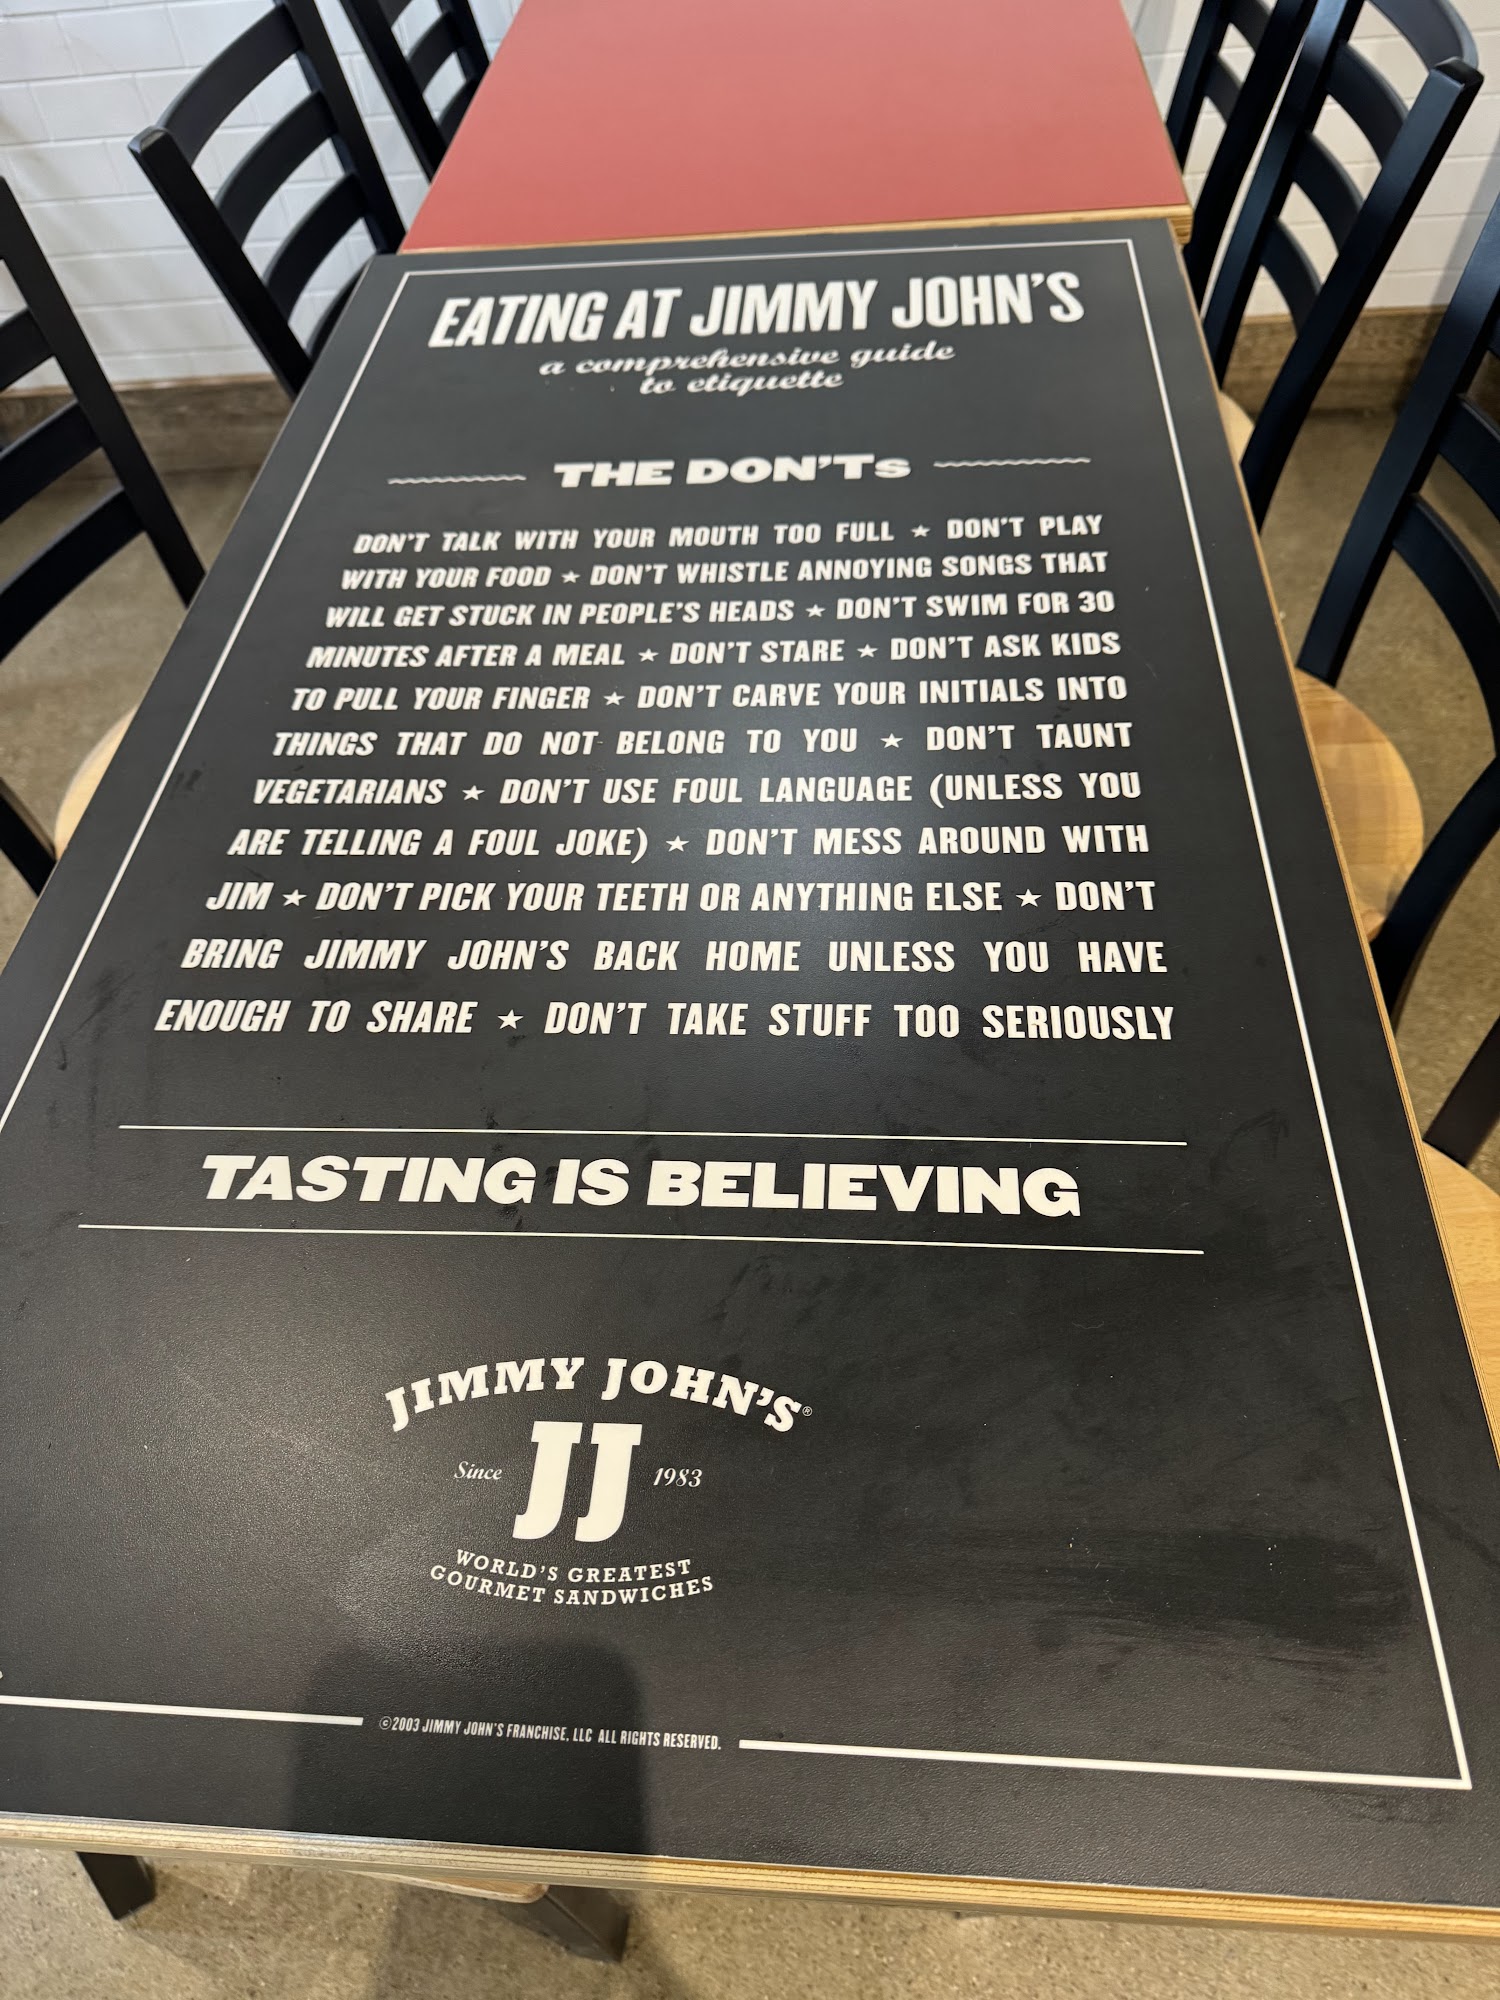 EATING AT JIMMY JOHN'S
a comprehensive guide
to etiquette
THE DON'Ts
DON'T TALK WITH YOUR MOUTH TOO FULL ★ DON'T PLAY
WITH YOUR FOOD ★ DON'T WHISTLE ANNOYING SONGS THAT
WILL GET STUCK IN PEOPLE'S HEADS ★ DON'T SWIM FOR 30
MINUTES AFTER A MEAL ★ DON'T STARE ★ DON'T ASK KIDS
TO PULL YOUR FINGER ★ DON'T CARVE YOUR INITIALS INTO
THINGS THAT DO NOT BELONG TO YOU ★ DON'T TAUNT
VEGETARIANS ★ DON'T USE FOUL LANGUAGE (UNLESS YOU
ARE TELLING A FOUL JOKE) ★ DON'T MESS AROUND WITH
JIM ★ DON'T PICK YOUR TEETH OR ANYTHING ELSE ★ DON'T
BRING JIMMY JOHN'S BACK HOME UNLESS YOU HAVE
ENOUGH TO SHARE ★ DON'T TAKE STUFF TOO SERIOUSLY
TASTING IS BELIEVING
JIMMY JOHN'S®
Since JJ 1983
WORLD'S GREATEST
GOURMET SANDWICHES
©2003 JIMMY JOHN'S FRANCHISE, LLC ALL RIGHTS RESERVED.